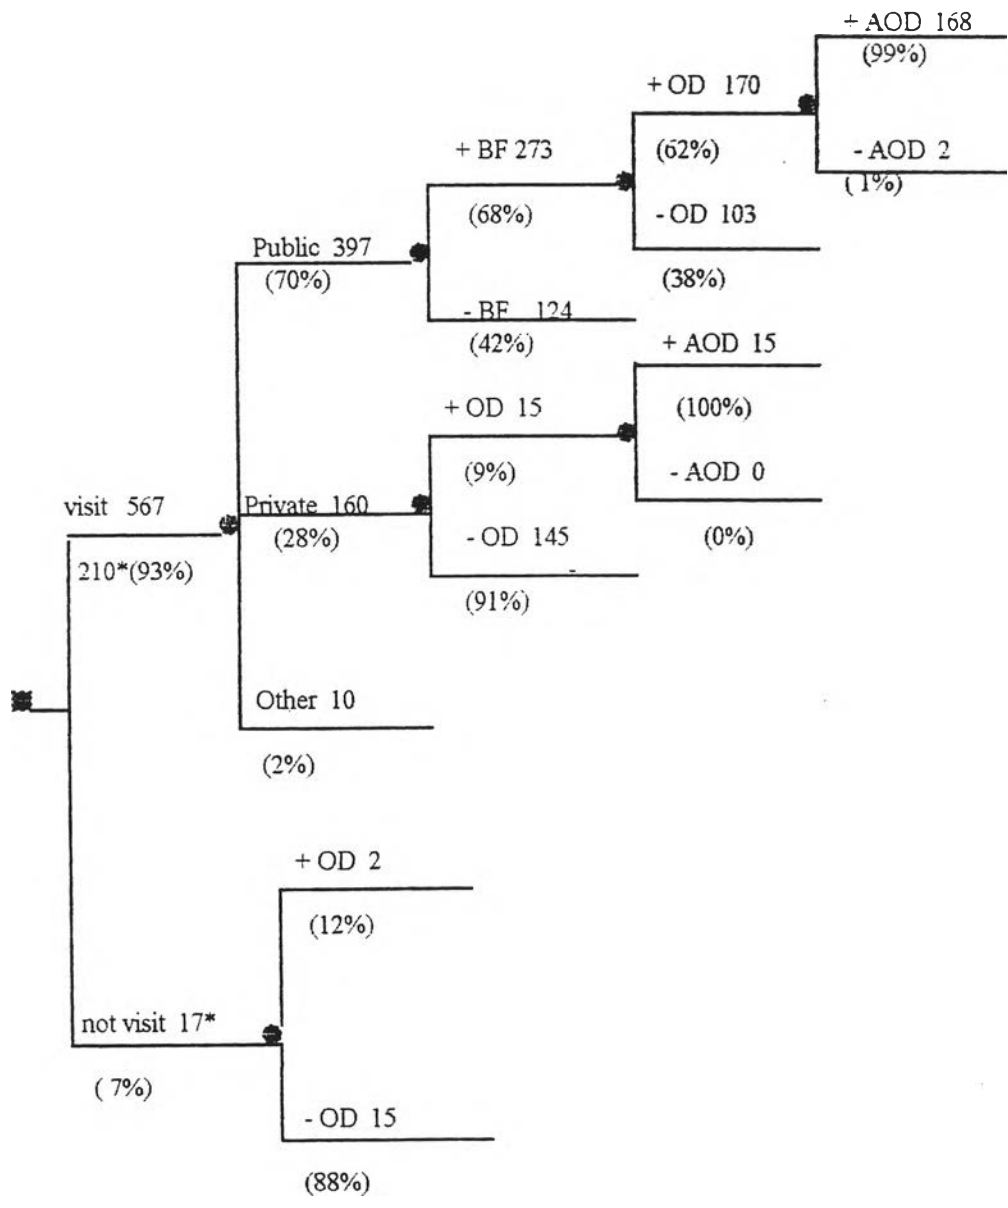 + AOD 168
(99%)
+ OD 170
- AOD 2
(1%)
+ BF 273
(62%)
- OD 103
(68%)
(38%)
Public 397
(70%)
- BF 124
(42%)
+ AOD 15
(100%)
+ OD 15
(9%)
- AOD 0
(0%)
visit 567
210*(93%)
Private 160
(28%)
- OD 145
(91%)
Other 10
(2%)
+ OD 2
(12%)
not visit 17*
( 7%)
- OD 15
(88%)